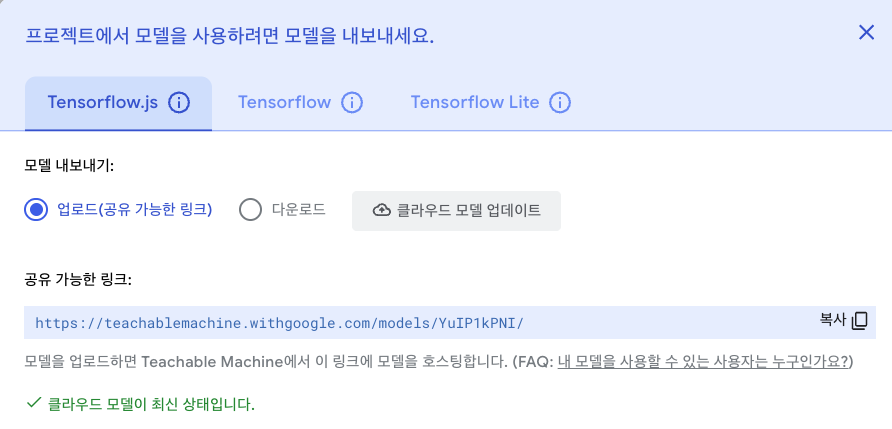 프로젝트에서 모델을 사용하려면 모델을 내보내세요.
Tensorflow.js Tensorflow Tensorflow Lite
모델 내보내기:
업로드(공유 가능한 링크) 다운로드 클라우드 모델 업데이트
공유 가능한 링크:
https://teachablemachine.withgoogle.com/models/YuIP1kPNI/ 복사
모델을 업로드하면 Teachable Machine에서 이 링크에 모델을 호스팅합니다. (FAQ: 내 모델을 사용할 수 있는 사용자는 누구인가요?)
클라우드 모델이 최신 상태입니다.